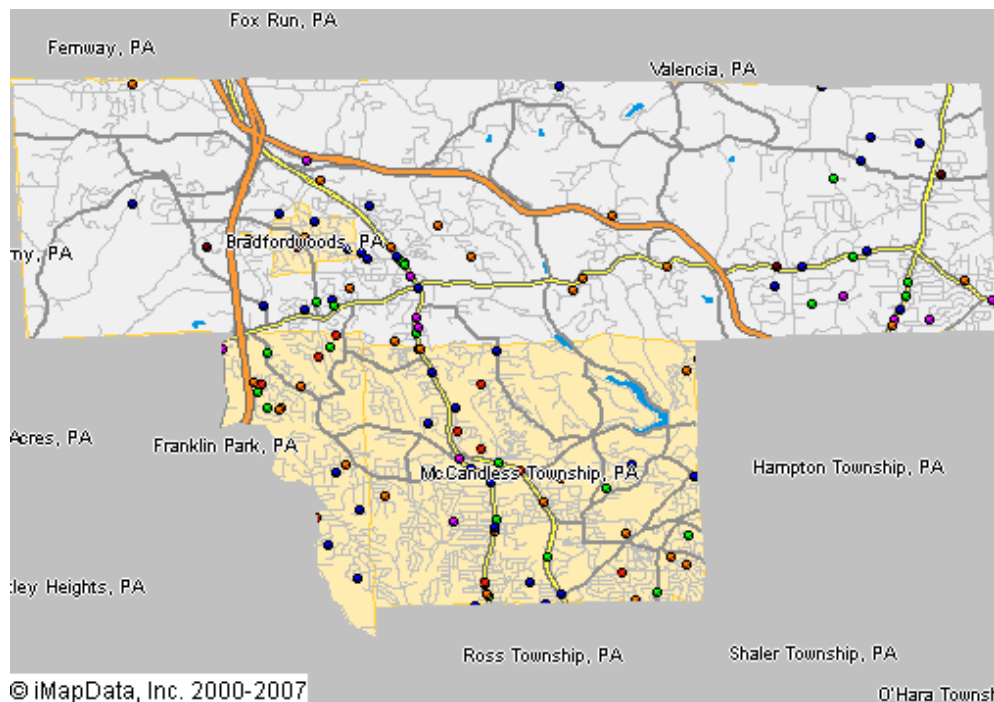 Fox Run, PA
Fernway, PA
Valencia, PA
Bradfordwoods, PA
my, PA
Acres, PA
Franklin Park, PA
Hampton Township, PA
McCandless Township, PA
tley Heights, PA
Ross Township, PA
Shaler Township, PA
© iMapData, Inc. 2000-2007
O'Hara Townsh